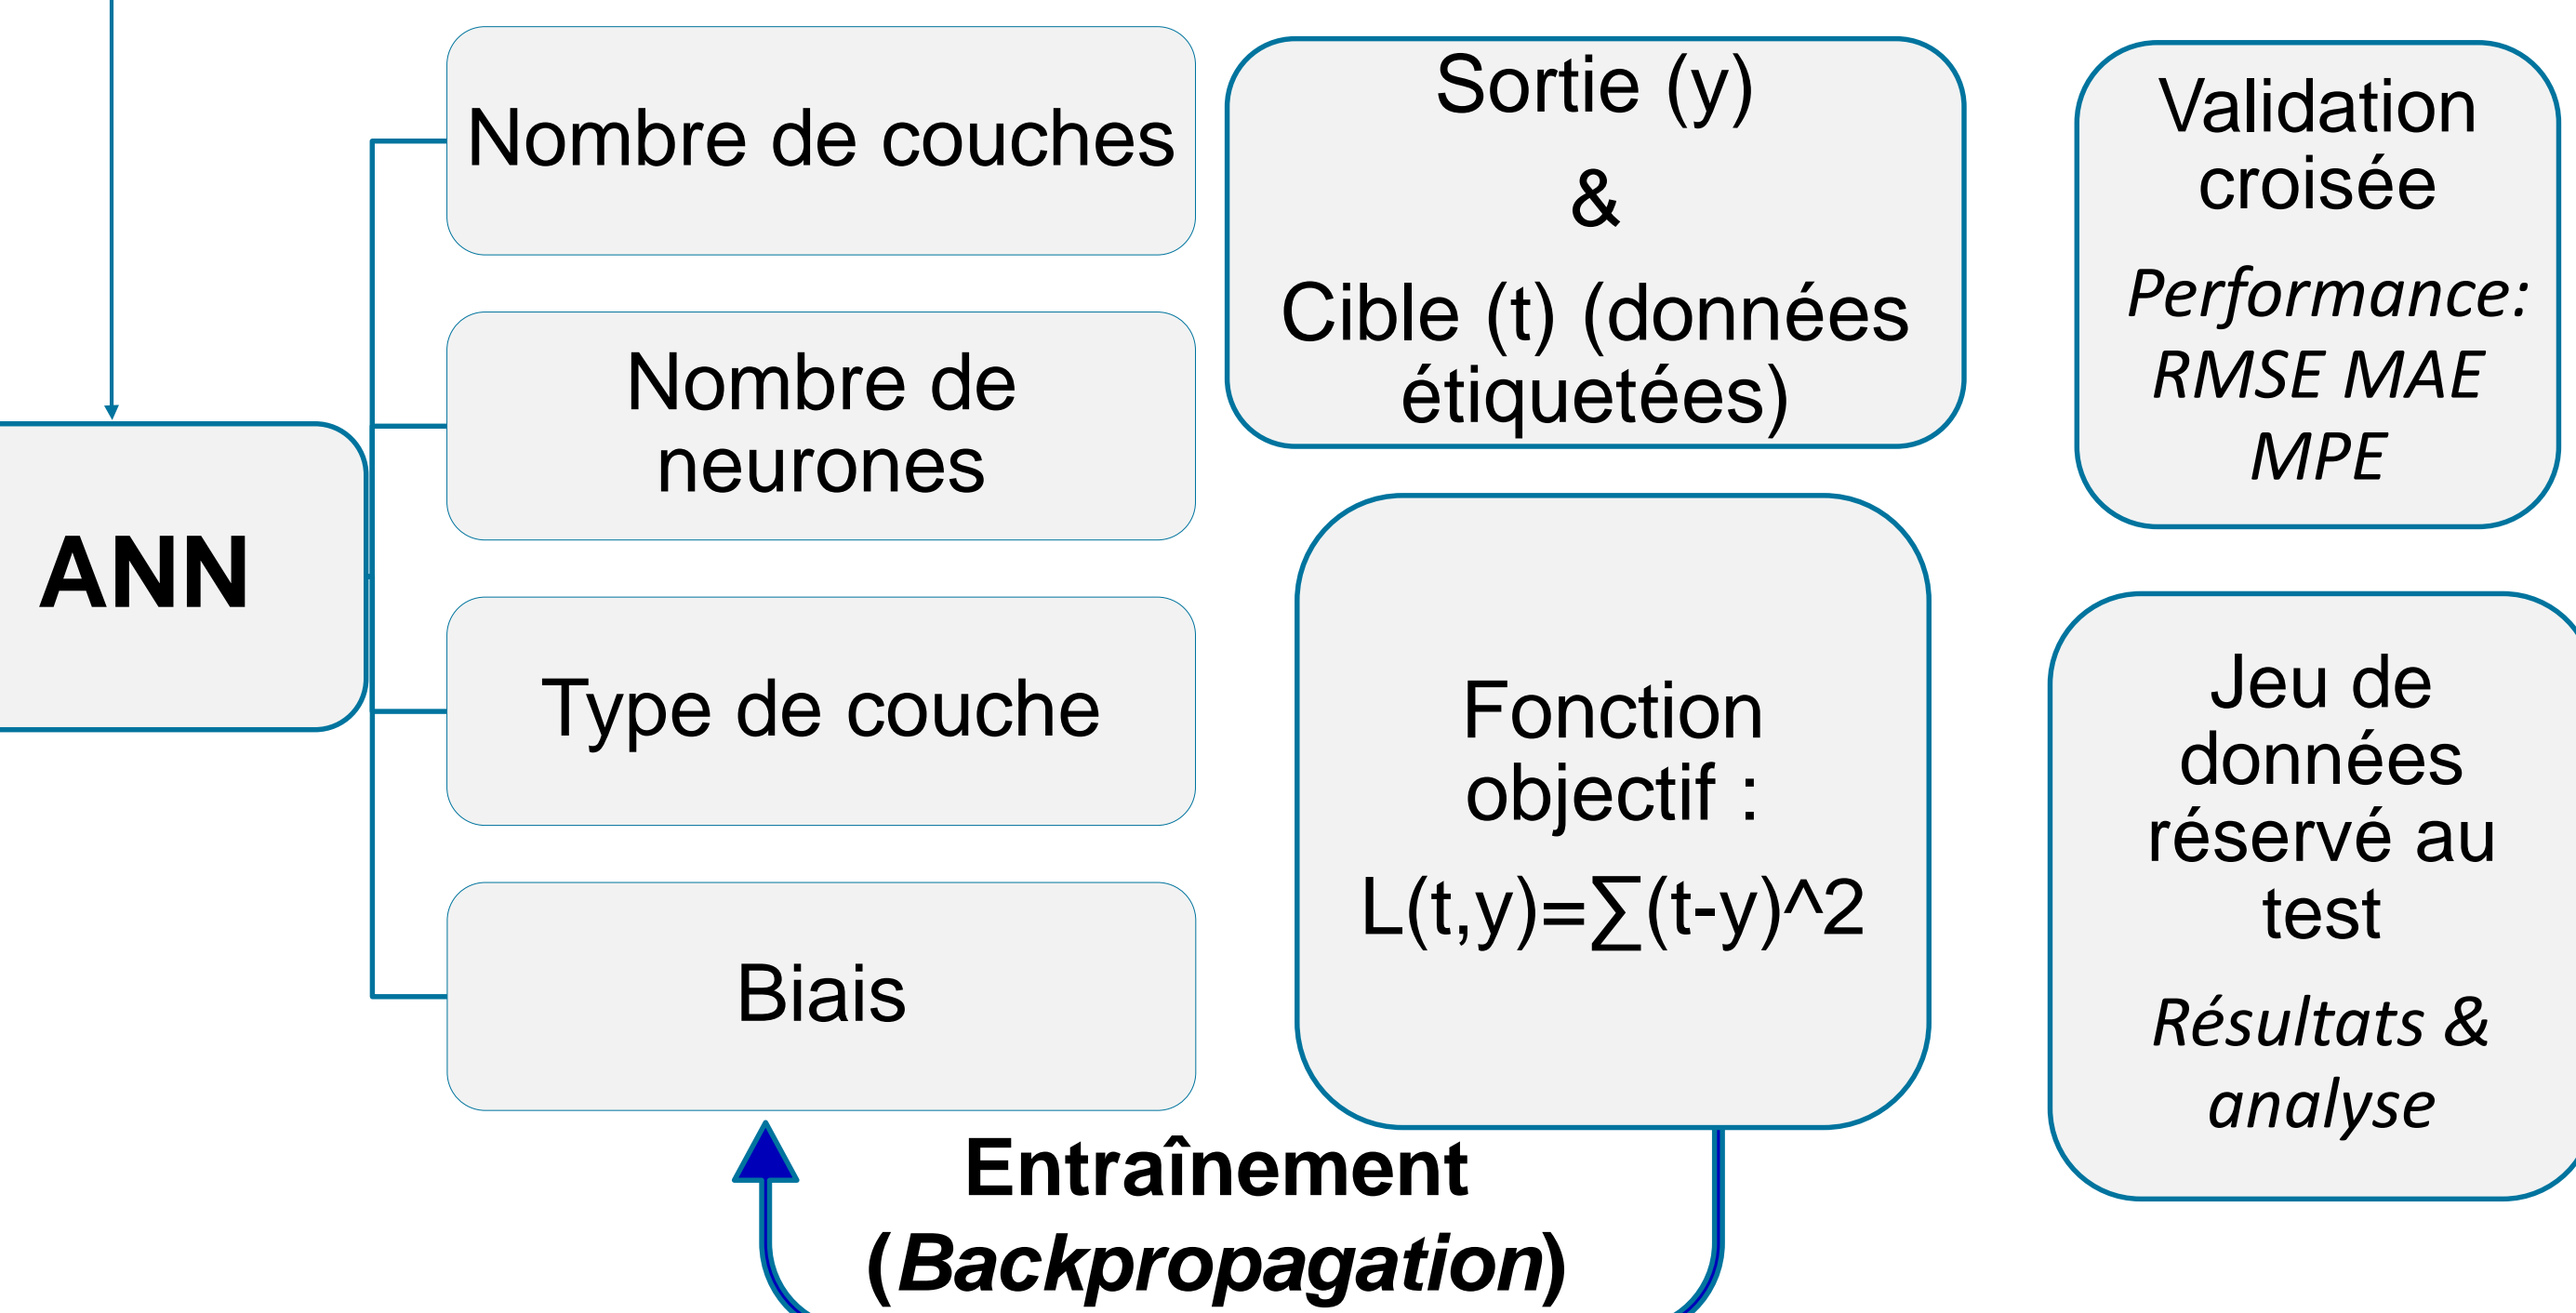 ANN
Nombre de couches
Nombre de
neurones
Type de couche
Biais
Sortie (y)
&
Cible (t) (données
étiquetées)
Fonction
objectif :
L(t,y)=∑(t-y)^2
Entraînement
(Backpropagation)
Validation
croisée
Performance:
RMSE MAE
MPE
Jeu de
données
réservé au
test
Résultats &
analyse